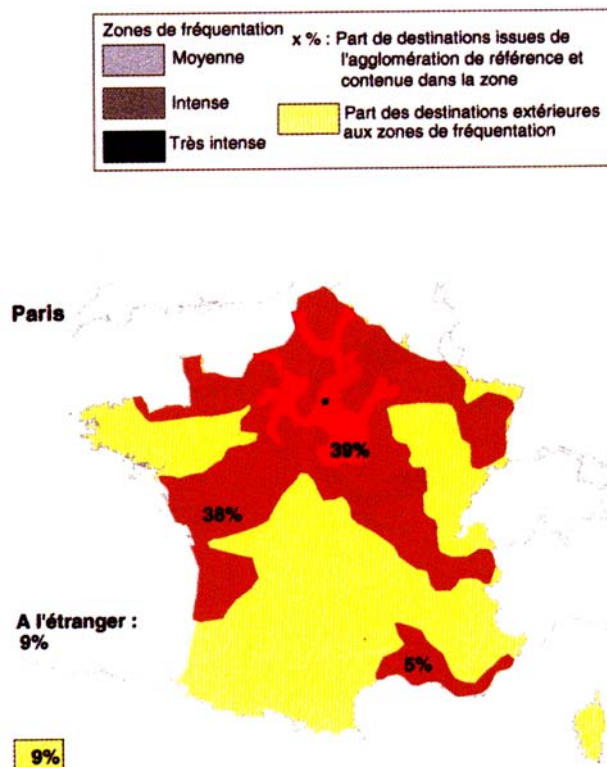 Zones de fréquentation
Moyenne
Intense
Très intense
x % : Part de destinations issues de
l'agglomération de référence et
contenue dans la zone
Part des destinations extérieures
aux zones de fréquentation
Paris
39%
38%
A l'étranger :
9%
5%
9%